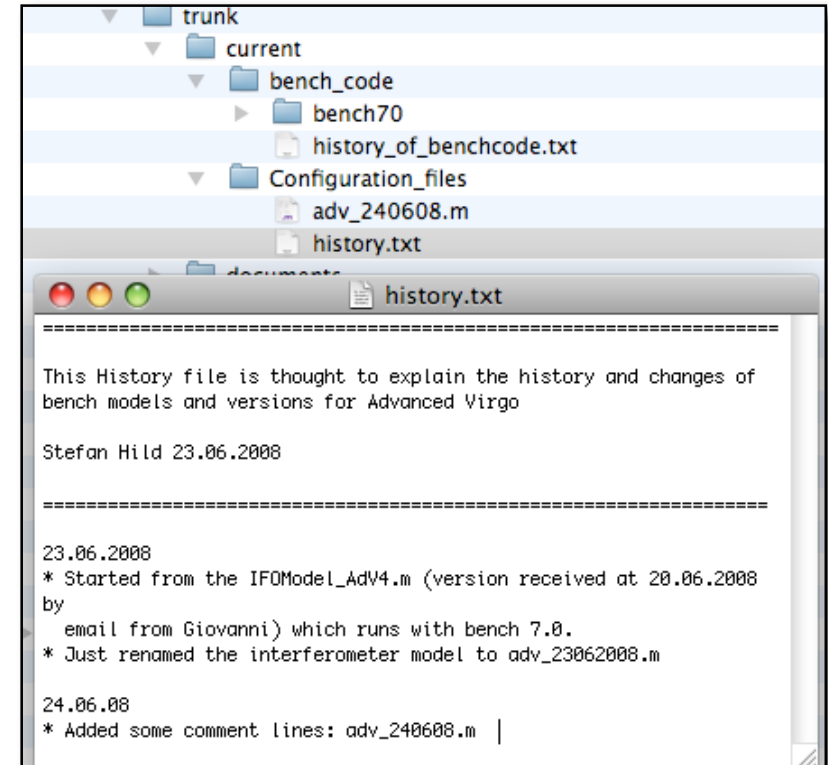 trunk
current
bench_code
bench70
history_of_benchcode.txt
Configuration_files
adv_240608.m
history.txt
documents
history.txt
======================================================================
This History file is thought to explain the history and changes of
bench models and versions for Advanced Virgo
Stefan Hild 23.06.2008
=====================================================================
23.06.2008
* Started from the IFOModel_AdV4.m (version received at 20.06.2008
by
email from Giovanni) which runs with bench 7.0.
* Just renamed the interferometer model to adv_23062008.m
24.06.08
* Added some comment lines: adv_240608.m